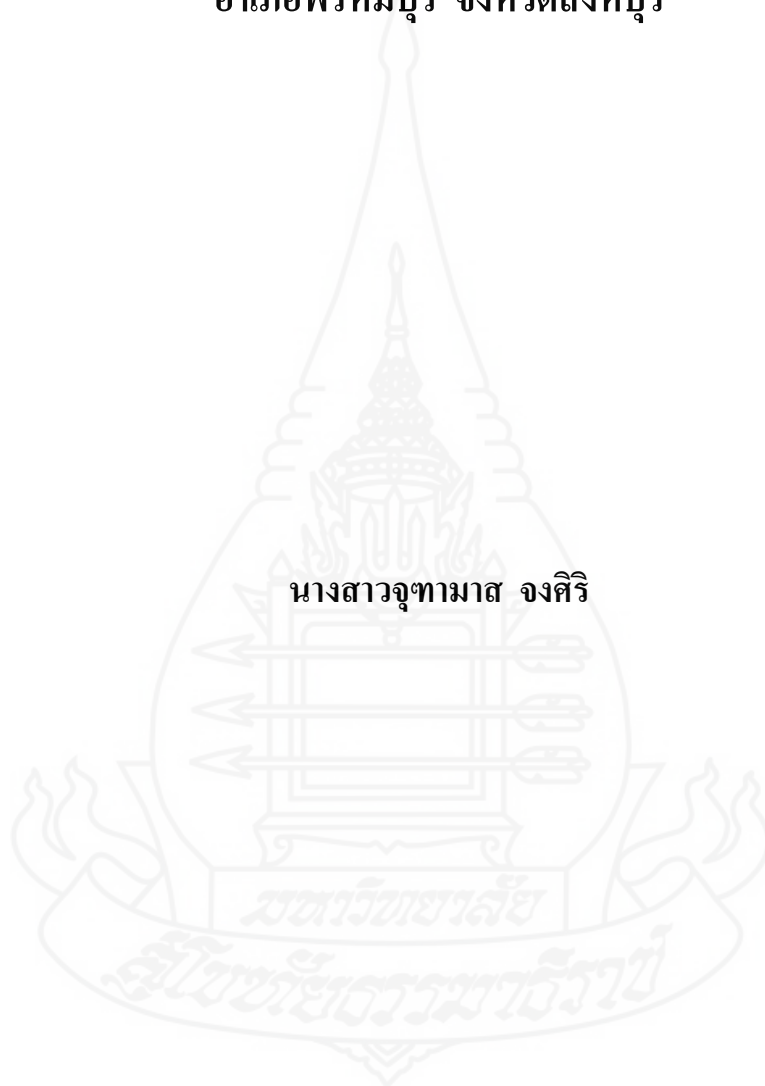 อำเภอพรหมบุรี จังหวัดสิงห์บุรี
นางสาวจุฑามาส จงศิริ
มหาวิทยาลัย
สุโขทัยธรรมาธิราช